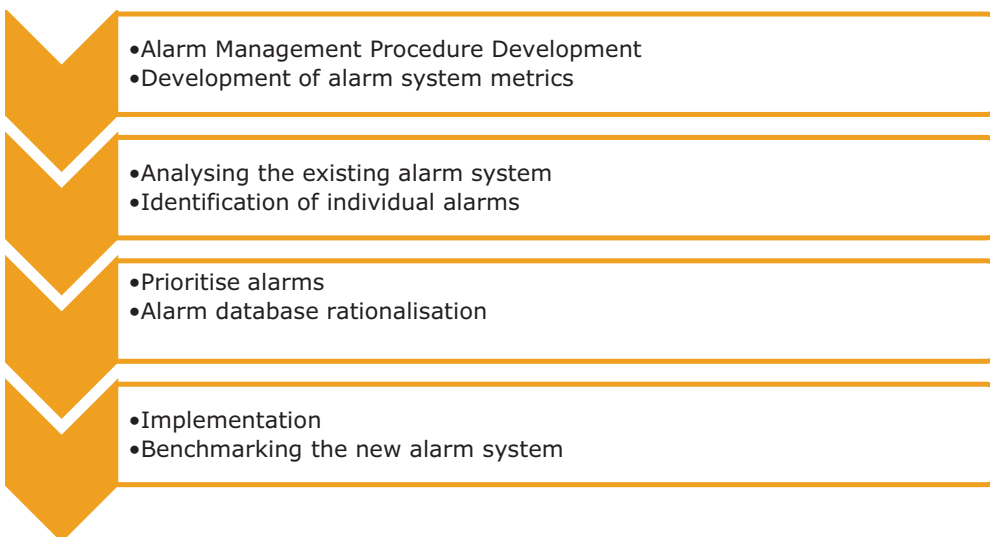 •Alarm Management Procedure Development
•Development of alarm system metrics
•Analysing the existing alarm system
•Identification of individual alarms
•Prioritise alarms
•Alarm database rationalisation
•Implementation
•Benchmarking the new alarm system